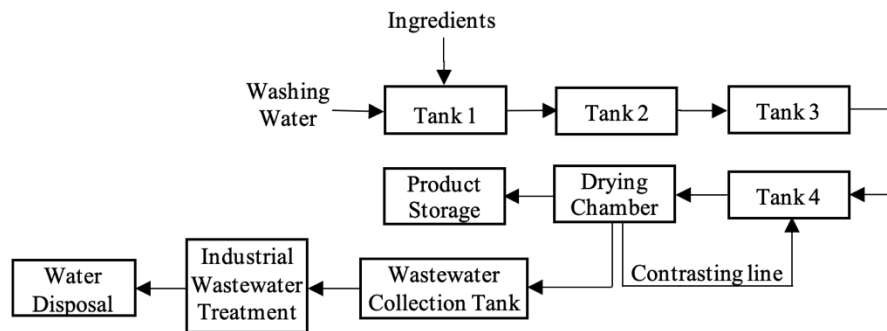 Ingredients
Washing
Water
Tank 1
Tank 2
Tank 3
Product
Storage
Drying
Chamber
Tank 4
Contrasting line
Water
Disposal
Industrial
Wastewater
Treatment
Wastewater
Collection Tank